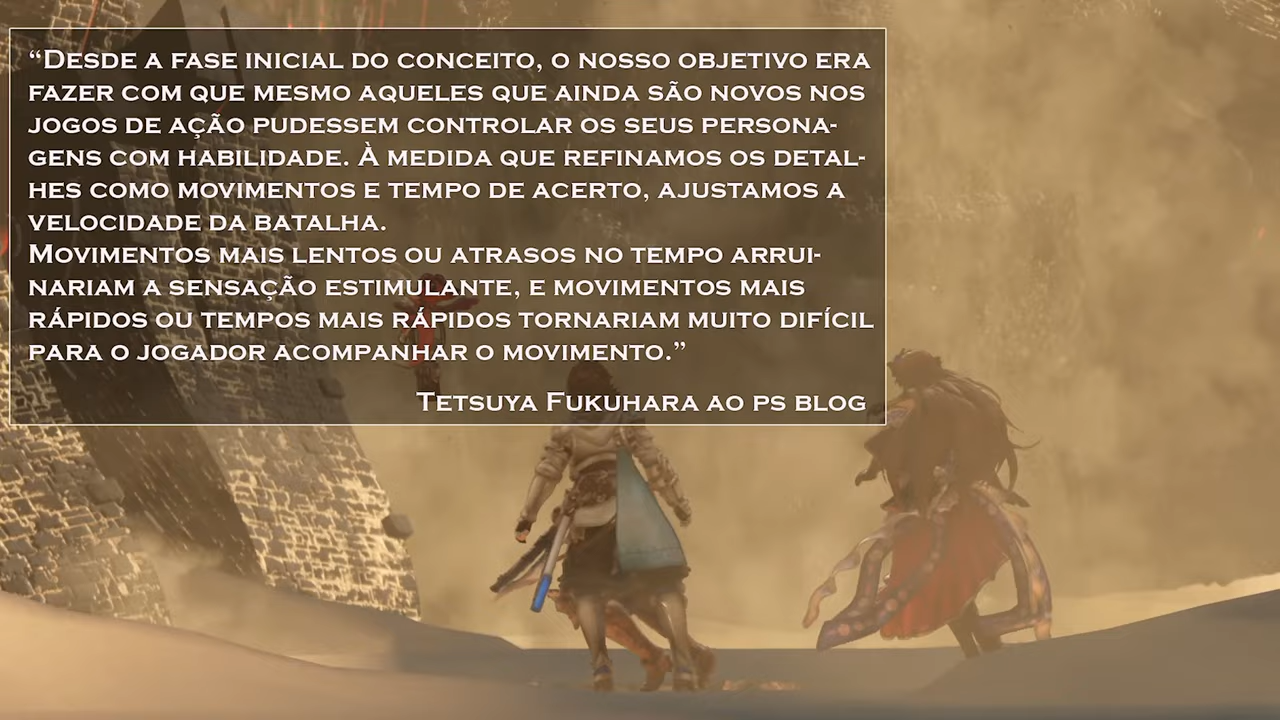 “Desde a fase inicial do conceito, o nosso objetivo era
fazer com que mesmo aqueles que ainda são novos nos
jogos de ação pudessem controlar os seus persona-
gens com habilidade. À medida que refinamos os detal-
hes como movimentos e tempo de acerto, ajustamos a
velocidade da batalha.
Movimentos mais lentos ou atrasos no tempo arrui-
nariam a sensação estimulante, e movimentos mais
rápidos ou tempos mais rápidos tornariam muito difícil
para o jogador acompanhar o movimento.”
Tetsuya Fukuhara ao ps blog